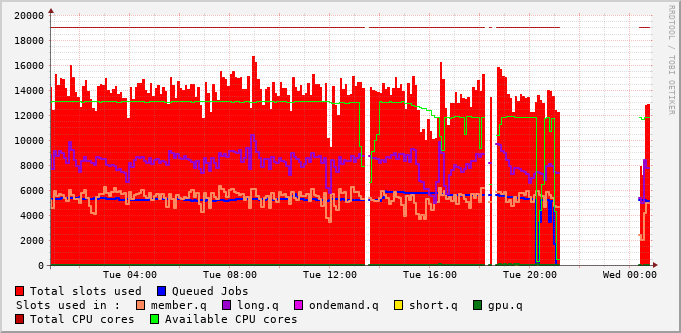 20000
18000
16000
14000
12000
10000
8000
6000
4000
2000
0
Tue 04:00 Tue 08:00 Tue 12:00 Tue 16:00 Tue 20:00 Wed 00:00
Total slots used Queued Jobs
Slots used in : member.q long.q ondemand.q short.q gpu.q
Total CPU cores Available CPU cores
RRDTOOL / TOBI OETIKER